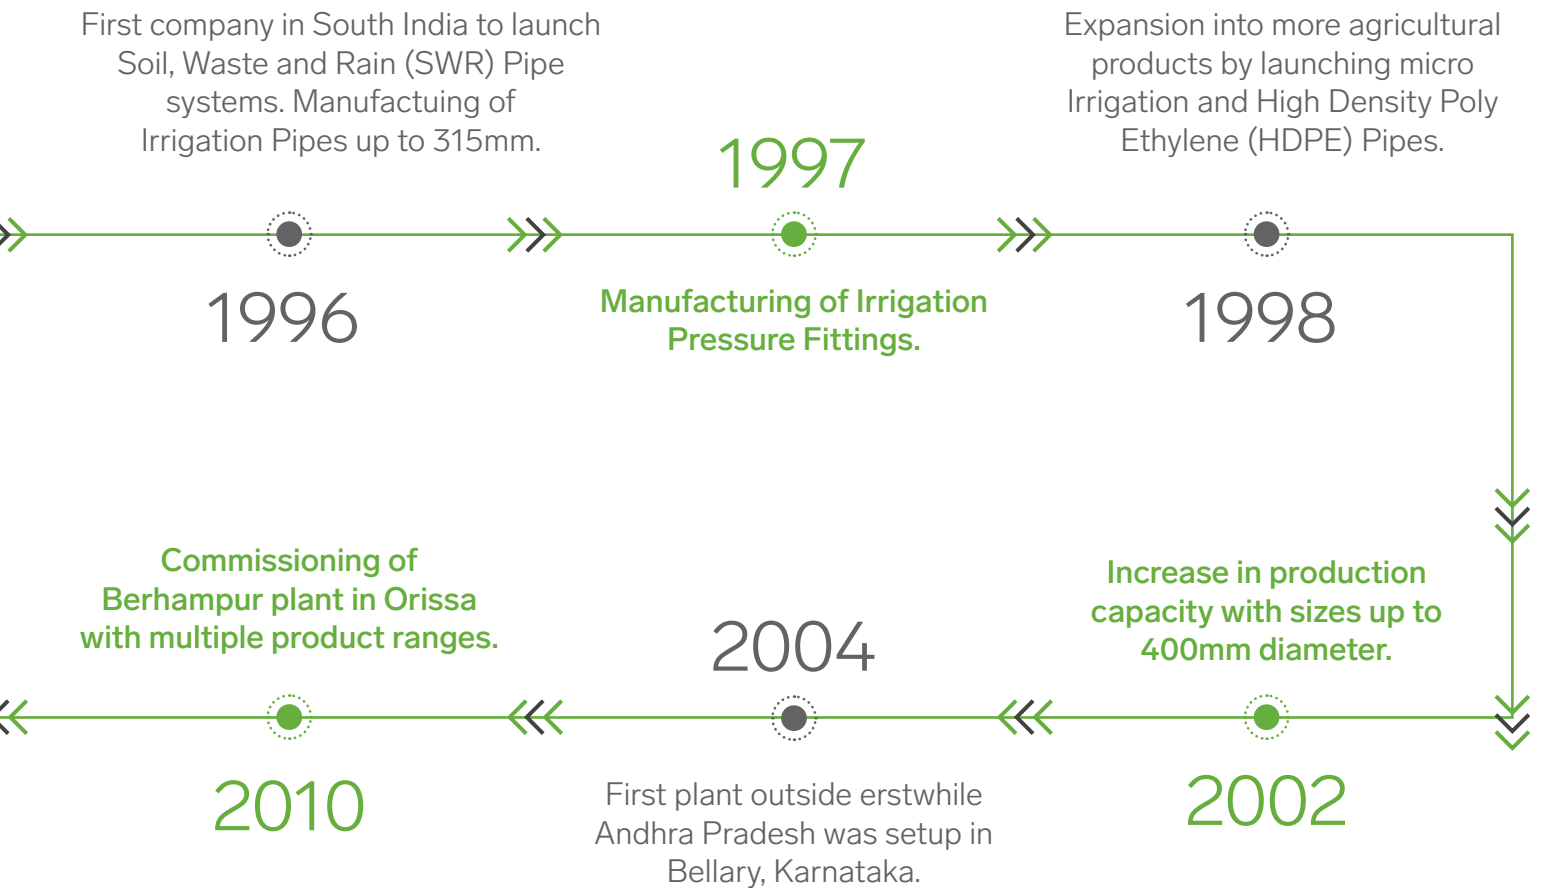 First company in South India to launch
Soil, Waste and Rain (SWR) Pipe
systems. Manufactuing of
Irrigation Pipes up to 315mm.
1996
1997
Manufacturing of Irrigation
Pressure Fittings.
Expansion into more agricultural
products by launching micro
Irrigation and High Density Poly
Ethylene (HDPE) Pipes.
1998
Increase in production
capacity with sizes up to
400mm diameter.
2002
2004
First plant outside erstwhile
Andhra Pradesh was setup in
Bellary, Karnataka.
Commissioning of
Berhampur plant in Orissa
with multiple product ranges.
2010